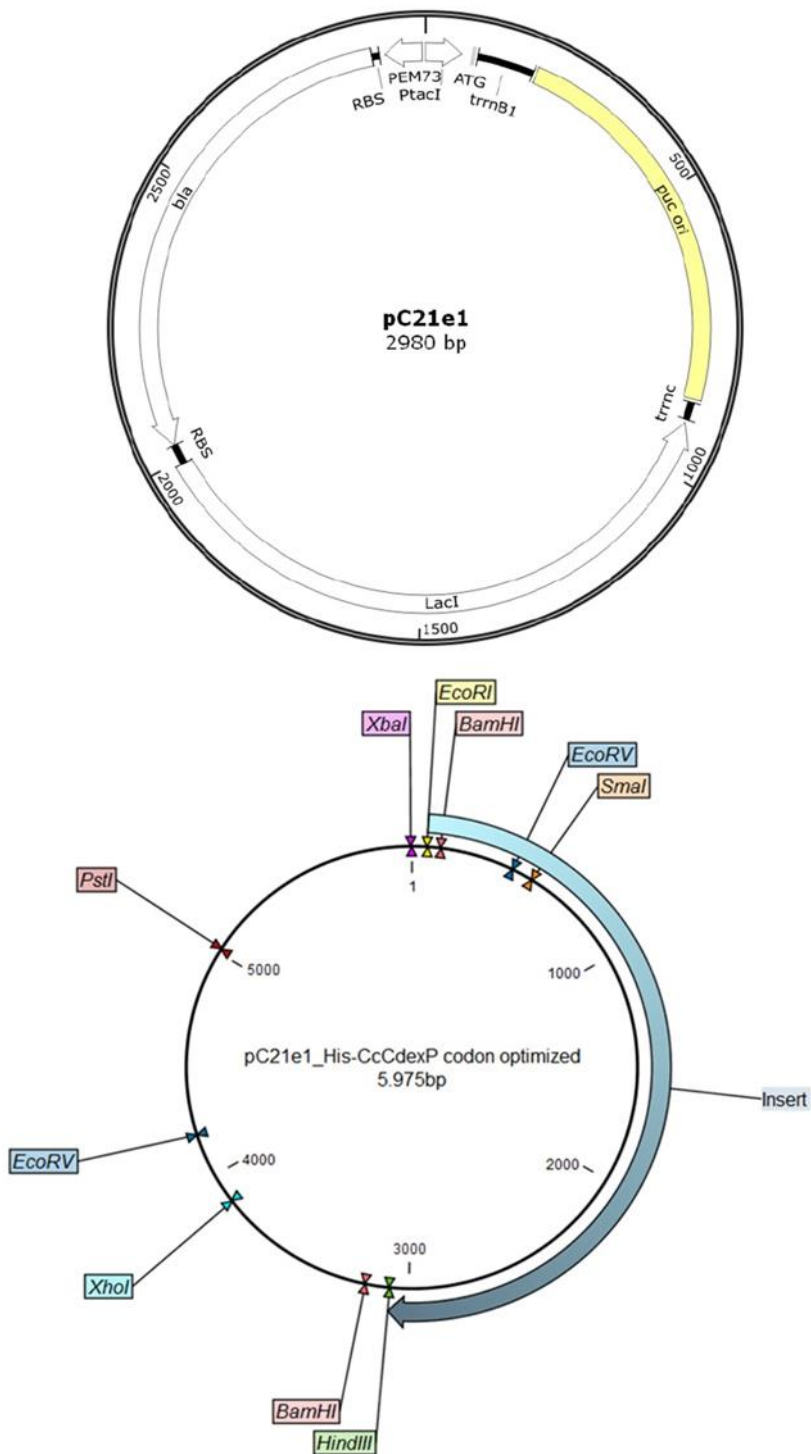 RBS
PEM73
PtacI
ATG
trrnB1
500
puc ori
2500
bla
pC21e1
2980 bp
trrnc
RBS
1000
2000
LacI
1500
EcoRI
XbaI
BamHI
EcoRV
SmaI
PstI
1
5000
1000
pC21e1_His-CcCdexP codon optimized
5.975bp
Insert
EcoRV
4000
2000
XhoI
3000
BamHI
HindIII